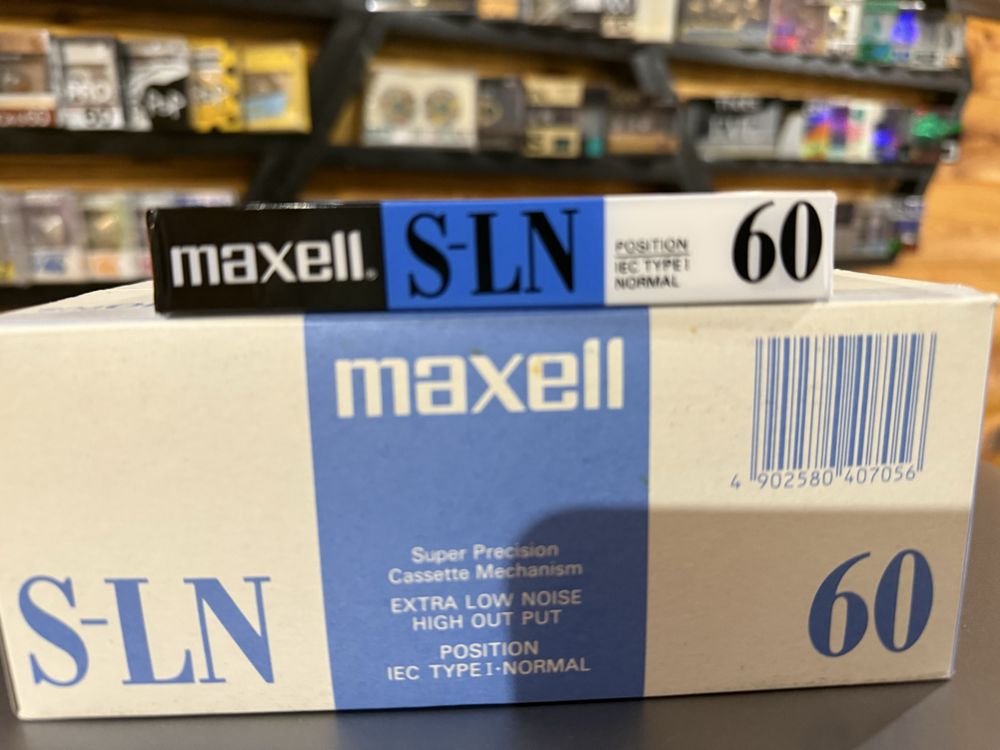 maxell.
S-LN
POSITION
IEC TYPE I
NORMAL
60
maxell
4 902580 407056
Super Precision
Cassette Mechanism
EXTRA LOW NOISE
HIGH OUT PUT
POSITION
IEC TYPE I·NORMAL
S-LN
60